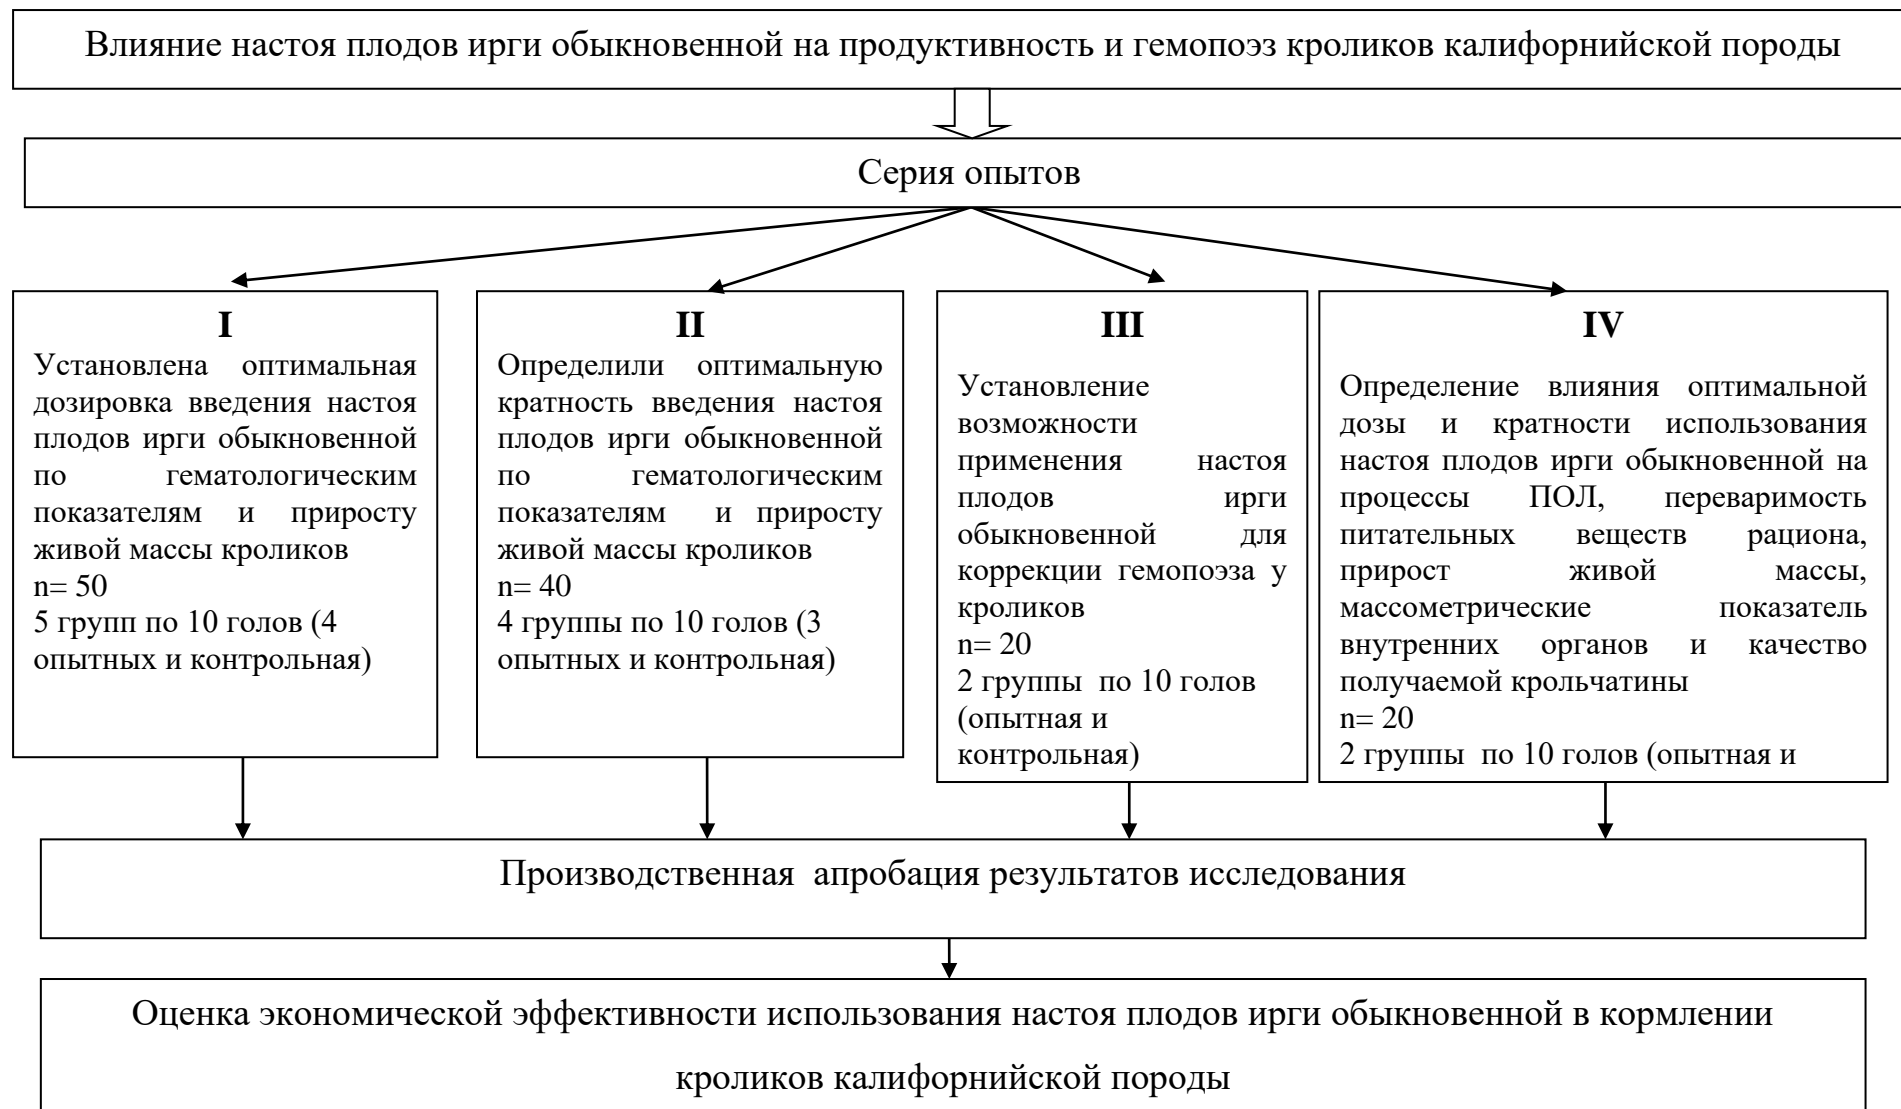 Влияние настоя плодов ирги обыкновенной на продуктивность и гемопоэз кроликов калифорнийской породы
Серия опытов
I
Установлена оптимальная
дозировка введения настоя
плодов ирги обыкновенной
по гематологическим
показателям и приросту
живой массы кроликов
n= 50
5 групп по 10 голов (4
опытных и контрольная)
II
Определили оптимальную
кратность введения настоя
плодов ирги обыкновенной
по гематологическим
показателям и приросту
живой массы кроликов
n= 40
4 группы по 10 голов (3
опытных и контрольная)
III
Установление
возможности
применения настоя
плодов ирги
обыкновенной для
коррекции гемопоэза у
кроликов
n= 20
2 группы по 10 голов
(опытная и
контрольная)
IV
Определение влияния оптимальной
дозы и кратности использования
настоя плодов ирги обыкновенной на
процессы ПОЛ, переваримость
питательных веществ рациона,
прирост живой массы,
массометрические показатель
внутренних органов и качество
получаемой крольчатины
n= 20
2 группы по 10 голов (опытная и
Производственная апробация результатов исследования
Оценка экономической эффективности использования настоя плодов ирги обыкновенной в кормлении
кроликов калифорнийской породы